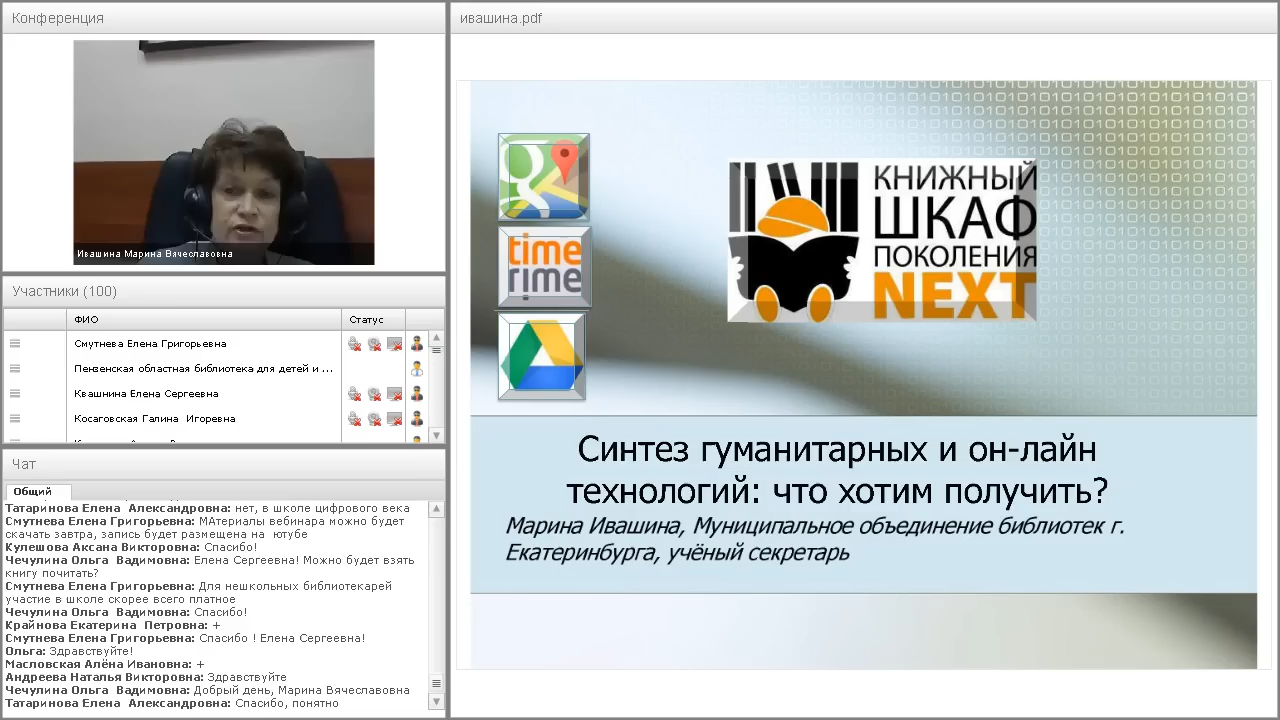 Конференция
Ивашина Марина Вячеславовна
Участники (100)
ФИО Статус
Смутнева Елена Григорьевна
Пензенская областная библиотека для детей и ...
Квашнина Елена Сергеевна
Косаговская Галина Игоревна
Чат
Общий
Татаринова Елена Александровна: нет, в школе цифрового века
Смутнева Елена Григорьевна: МАтериалы вебинара можно будет
скачать завтра, запись будет размещена на ютубе
Кулешова Аксана Викторовна: Спасибо!
Чечулина Ольга Вадимовна: Елена Сергеевна! Можно будет взять
книгу почитать?
Смутнева Елена Григорьевна: Для нешкольных библиотекарей
участие в школе скорее всего платное
Чечулина Ольга Вадимовна: Спасибо!
Крайнова Екатерина Петровна: +
Смутнева Елена Григорьевна: Спасибо ! Елена Сергеевна!
Ольга: Здравствуйте!
Масловская Алёна Ивановна: +
Андреева Наталья Викторовна: Здравствуйте
Чечулина Ольга Вадимовна: Добрый день, Марина Вячеславовна
Татаринова Елена Александровна: Спасибо, понятно
ивашина.pdf
time
rime
КНИЖНЫЙ
ШКАФ
ПОКОЛЕНИЯ
NEXT
Синтез гуманитарных и он-лайн
технологий: что хотим получить?
Марина Ивашина, Муниципальное объединение библиотек г.
Екатеринбурга, учёный секретарь